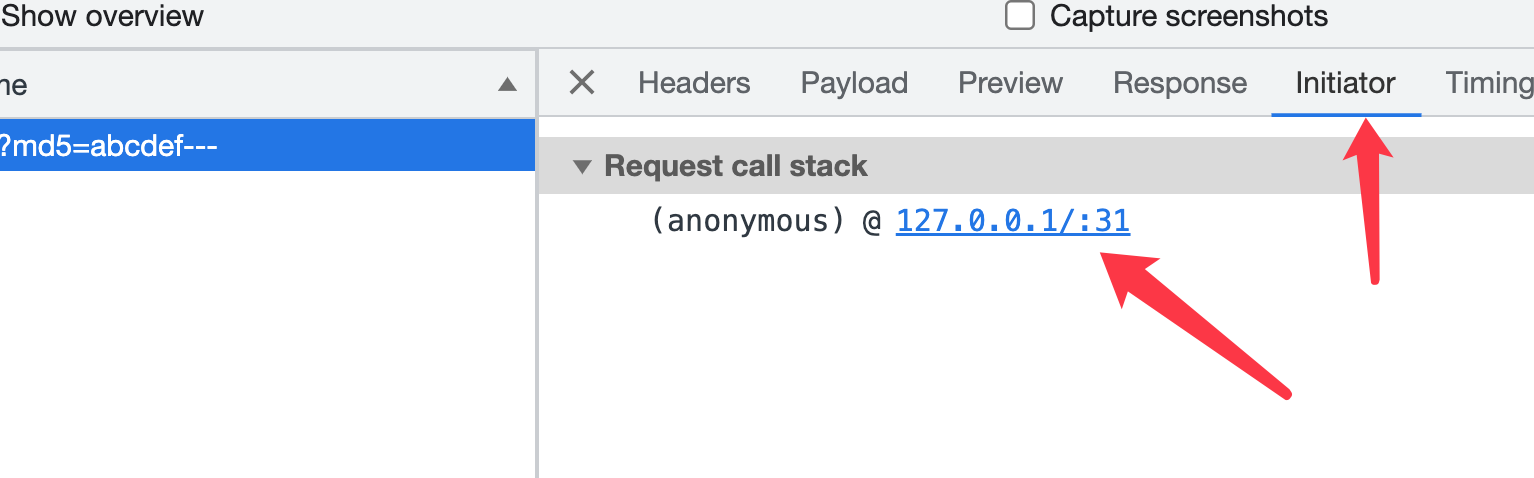 Show overview
Capture screenshots
ne
Headers Payload Preview Response Initiator Timing
?md5=abcdef---
Request call stack
(anonymous) @ 127.0.0.1/:31